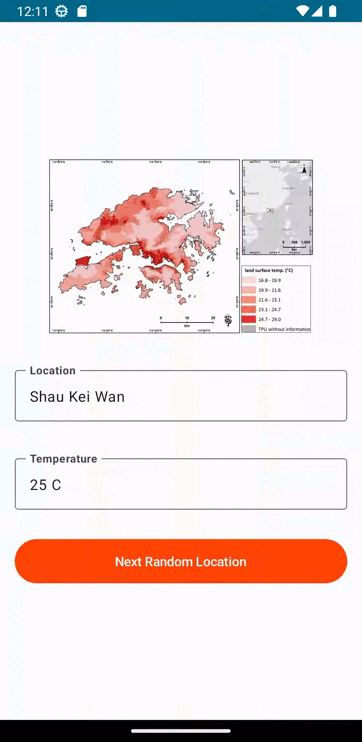 12:11
land surface temp. (°C)
16.8 - 19.9
19.9 - 21.6
21.6 - 23.1
23.1 - 24.7
24.7 - 29.0
TPU without information
0 10 20
km
Location
Shau Kei Wan
Temperature
25 C
Next Random Location